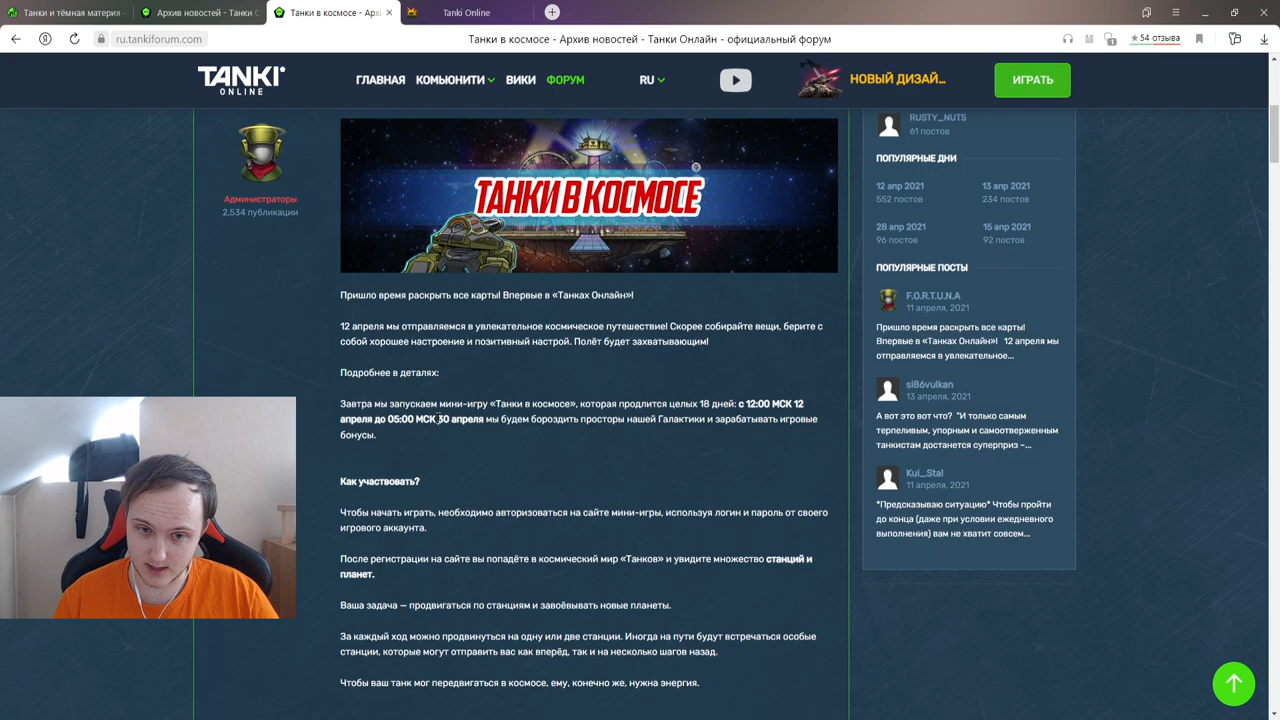 Танки и тёмная материя
Архив новостей - Танки О
Танки в космосе - Арх
Tanki Online
ru.tankiforum.com
Танки в космосе - Архив новостей - Танки Онлайн - официальный форум
54 отзыва
TANKI
ONLINE
ГЛАВНАЯ
КОМЬЮНИТИ
ВИКИ
ФОРУМ
RU
НОВЫЙ ДИЗАЙ...
ИГРАТЬ
Администраторы
2,534 публикации
ТАНКИ В КОСМОСЕ
Пришло время раскрыть все карты! Впервые в «Танках Онлайн»!
12 апреля мы отправляемся в увлекательное космическое путешествие! Скорее собирайте вещи, берите с
собой хорошее настроение и позитивный настрой. Полёт будет захватывающим!
Подробнее в деталях:
Завтра мы запускаем мини-игру «Танки в космосе», которая продлится целых 18 дней: с 12:00 МСК 12
апреля до 05:00 МСК 30 апреля мы будем бороздить просторы нашей Галактики и зарабатывать игровые
бонусы.
Как участвовать?
Чтобы начать играть, необходимо авторизоваться на сайте мини-игры, используя логин и пароль от своего
игрового аккаунта.
После регистрации на сайте вы попадёте в космический мир «Танков» и увидите множество станций и
планет.
Ваша задача — продвигаться по станциям и завоёвывать новые планеты.
За каждый ход можно продвинуться на одну или две станции. Иногда на пути будут встречаться особые
станции, которые могут отправить вас как вперёд, так и на несколько шагов назад.
Чтобы ваш танк мог передвигаться в космосе, ему, конечно же, нужна энергия.
RUSTY_NUTS
61 постов
ПОПУЛЯРНЫЕ ДНИ
12 апр 2021
13 апр 2021
552 постов
234 постов
28 апр 2021
15 апр 2021
96 постов
92 постов
ПОПУЛЯРНЫЕ ПОСТЫ
F.O.R.T.U.N.A
11 апреля, 2021
Пришло время раскрыть все карты!
Впервые в «Танках Онлайн»! 12 апреля мы
отправляемся в увлекательное...
si86vulkan
13 апреля, 2021
А вот это вот что? "И только самым
терпеливым, упорным и самоотверженным
танкистам достанется суперприз –...
Kui_Stal
11 апреля, 2021
*Предсказываю ситуацию* Чтобы пройти
до конца (даже при условии ежедневного
выполнения) вам не хватит совсем...